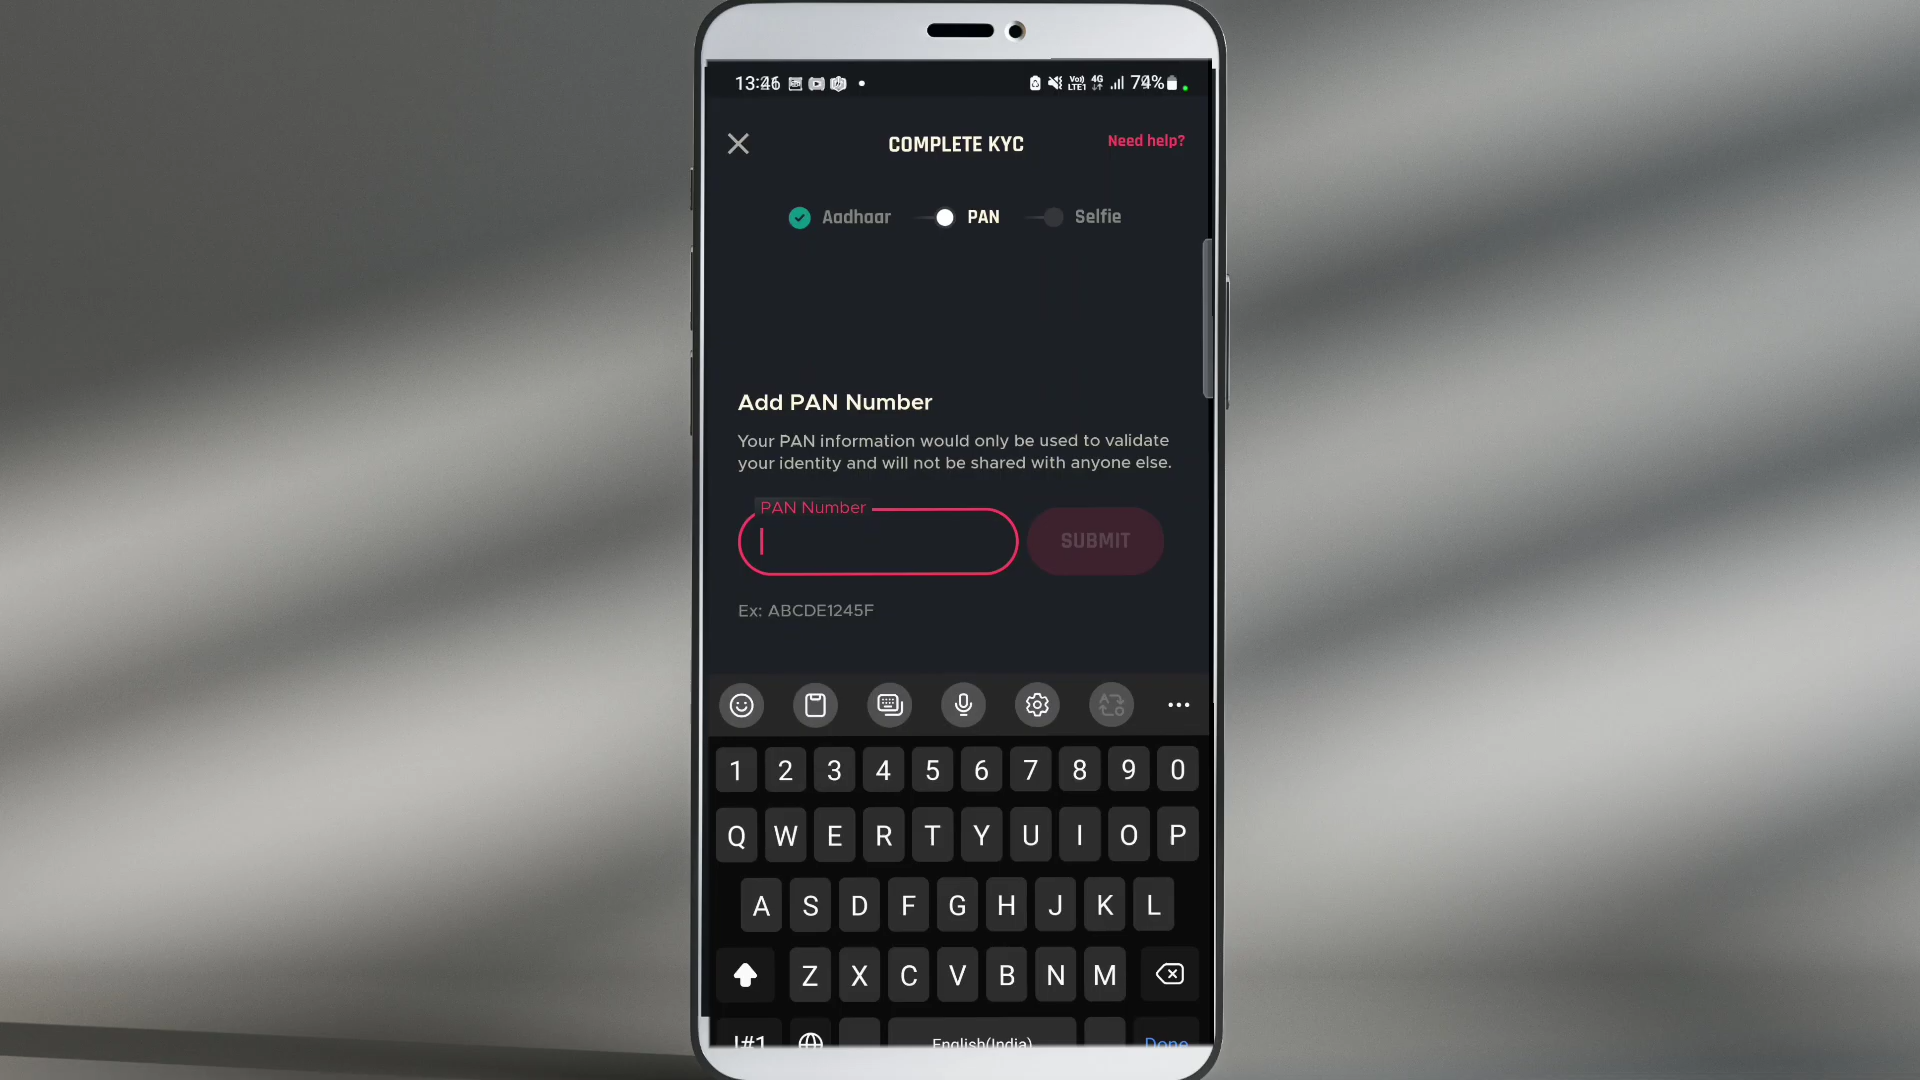 13:46 74%
COMPLETE KYC Need help?
Aadhaar PAN Selfie
Add PAN Number
Your PAN information would only be used to validate
your identity and will not be shared with anyone else.
PAN Number
SUBMIT
Ex: ABCDE1245F
1 2 3 4 5 6 7 8 9 0
Q W E R T Y U I O P
A S D F G H J K L
Z X C V B N M
!#1 English(India) Done